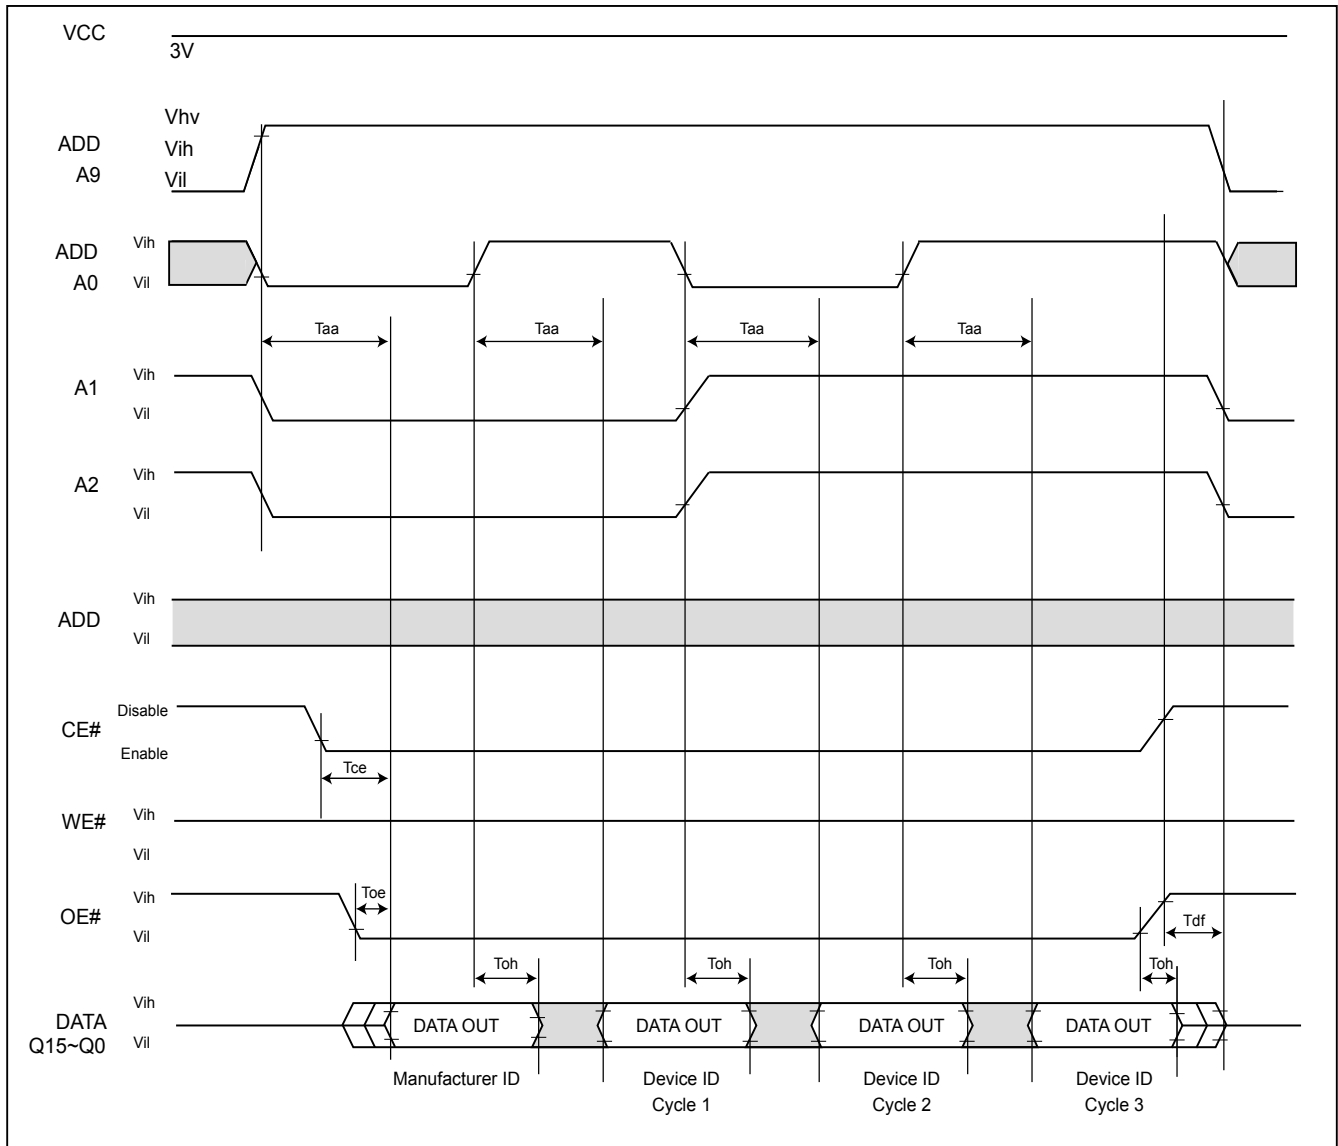 VCC
3V
Vhv
ADD
Vih
A9
Vil
ADD
Vih
A0
Vil
Taa
Taa
Taa
Taa
A1
Vih
Vil
A2
Vih
Vil
ADD
Vih
Vil
CE#
Disable
Enable
Tce
WE#
Vih
Vil
OE#
Vih
Vil
Toe
Tdf
Toh
Toh
Toh
Toh
DATA
Q15~Q0
Vih
Vil
DATA OUT
DATA OUT
DATA OUT
DATA OUT
Manufacturer ID
Device ID
Cycle 1
Device ID
Cycle 2
Device ID
Cycle 3